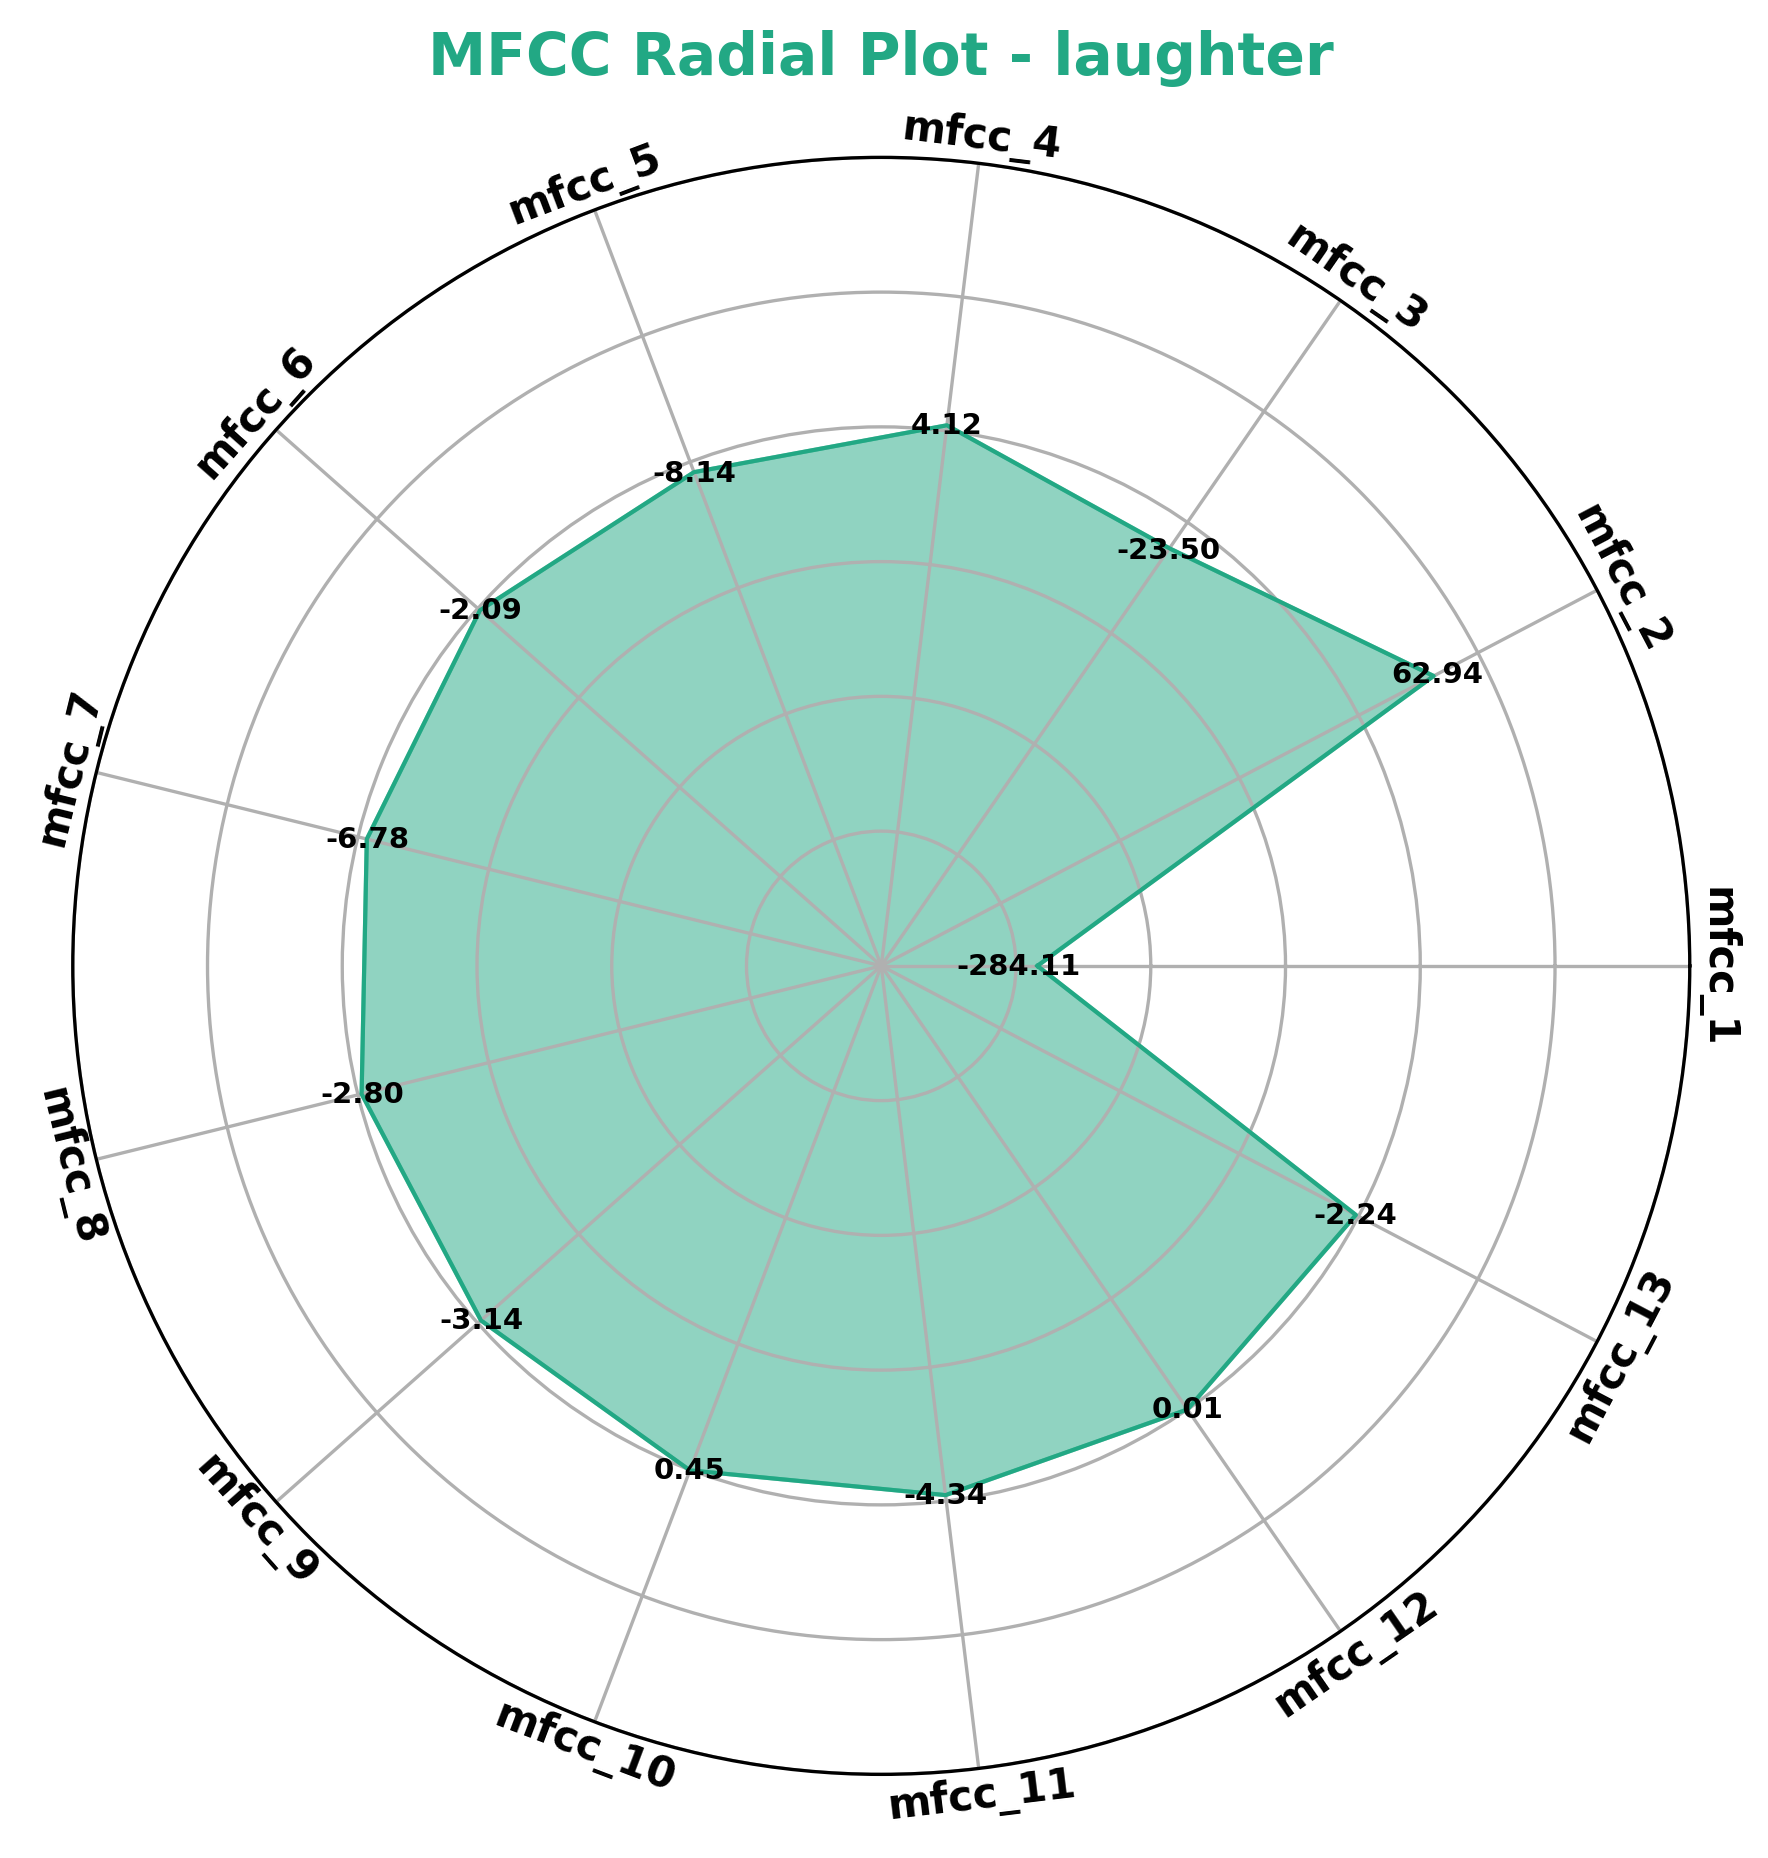 MFCC Radial Plot - laughter
mfcc_4
mfcc_5
mfcc_3
mfcc_6
4.12
-8.14
mfcc_2
-23.50
-2.09
62.94
mfcc_7
-6.78
mfcc_1
-284.11
-2.80
mfcc_8
-2.24
-3.14
mfcc_13
0.01
0.45
-4.34
mfcc_9
mfcc_12
mfcc_10
mfcc_11